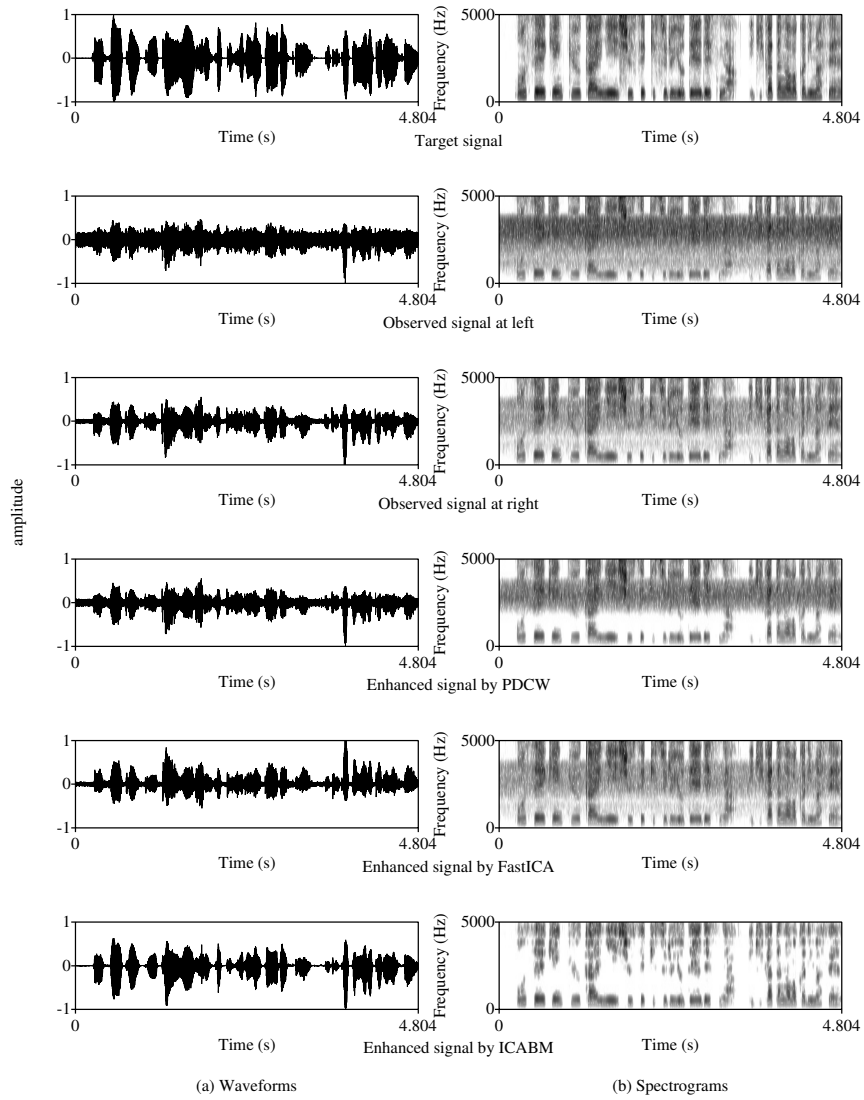 1
0
-1
0
4.804
Time (s)
Frequency (Hz)
5000
0
0
4.804
Time (s)
Target signal
1
0
-1
0
4.804
Time (s)
Frequency (Hz)
5000
0
0
4.804
Time (s)
Observed signal at left
1
0
-1
0
4.804
Time (s)
Frequency (Hz)
5000
0
0
4.804
Time (s)
Observed signal at right
amplitude
1
0
-1
0
4.804
Time (s)
Frequency (Hz)
5000
0
0
4.804
Time (s)
Enhanced signal by PDCW
1
0
-1
0
4.804
Time (s)
Frequency (Hz)
5000
0
0
4.804
Time (s)
Enhanced signal by FastICA
1
0
-1
0
4.804
Time (s)
Frequency (Hz)
5000
0
0
4.804
Time (s)
Enhanced signal by ICABM
(a) Waveforms
(b) Spectrograms